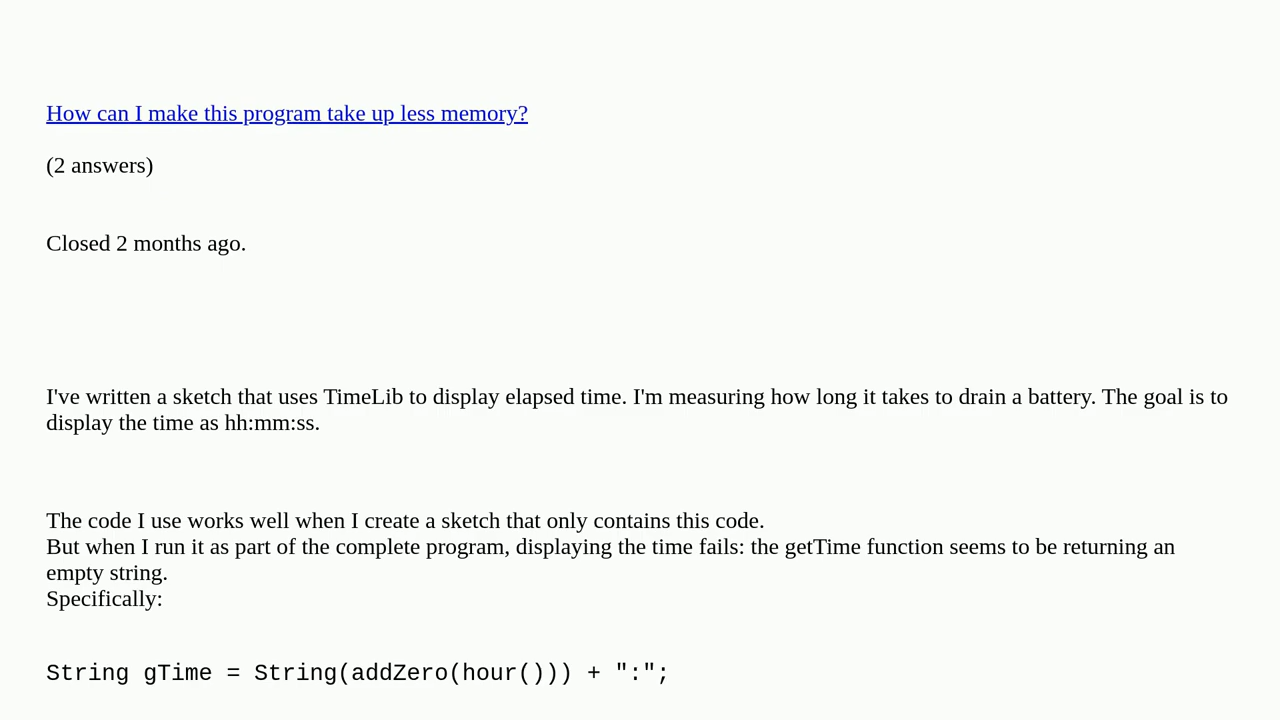 How can I make this program take up less memory?
(2 answers)
Closed 2 months ago.
I've written a sketch that uses TimeLib to display elapsed time. I'm measuring how long it takes to drain a battery. The goal is to
display the time as hh:mm:ss.
The code I use works well when I create a sketch that only contains this code.
But when I run it as part of the complete program, displaying the time fails: the getTime function seems to be returning an
empty string.
Specifically:
String gTime = String(addZero(hour())) + ":";